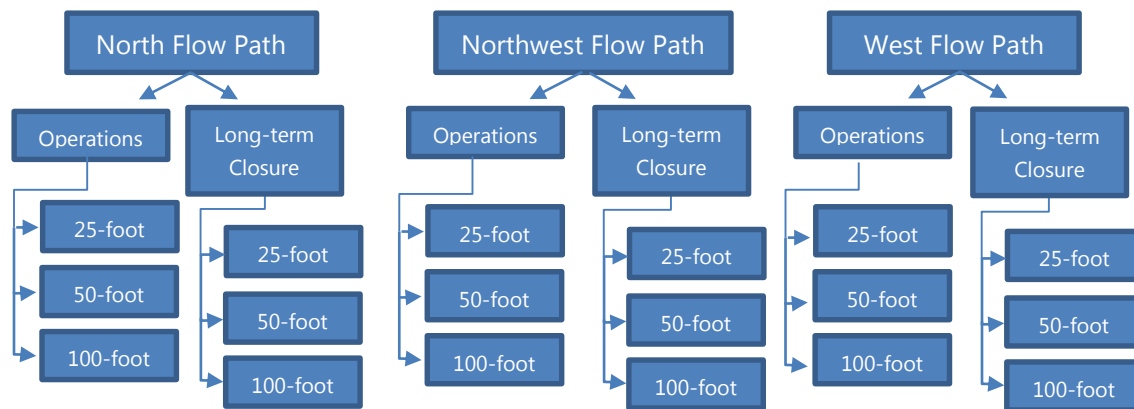 North Flow Path
Operations
25-foot
50-foot
100-foot
Long-term
Closure
25-foot
50-foot
100-foot
Northwest Flow Path
Operations
25-foot
50-foot
100-foot
Long-term
Closure
25-foot
50-foot
100-foot
West Flow Path
Operations
25-foot
50-foot
100-foot
Long-term
Closure
25-foot
50-foot
100-foot